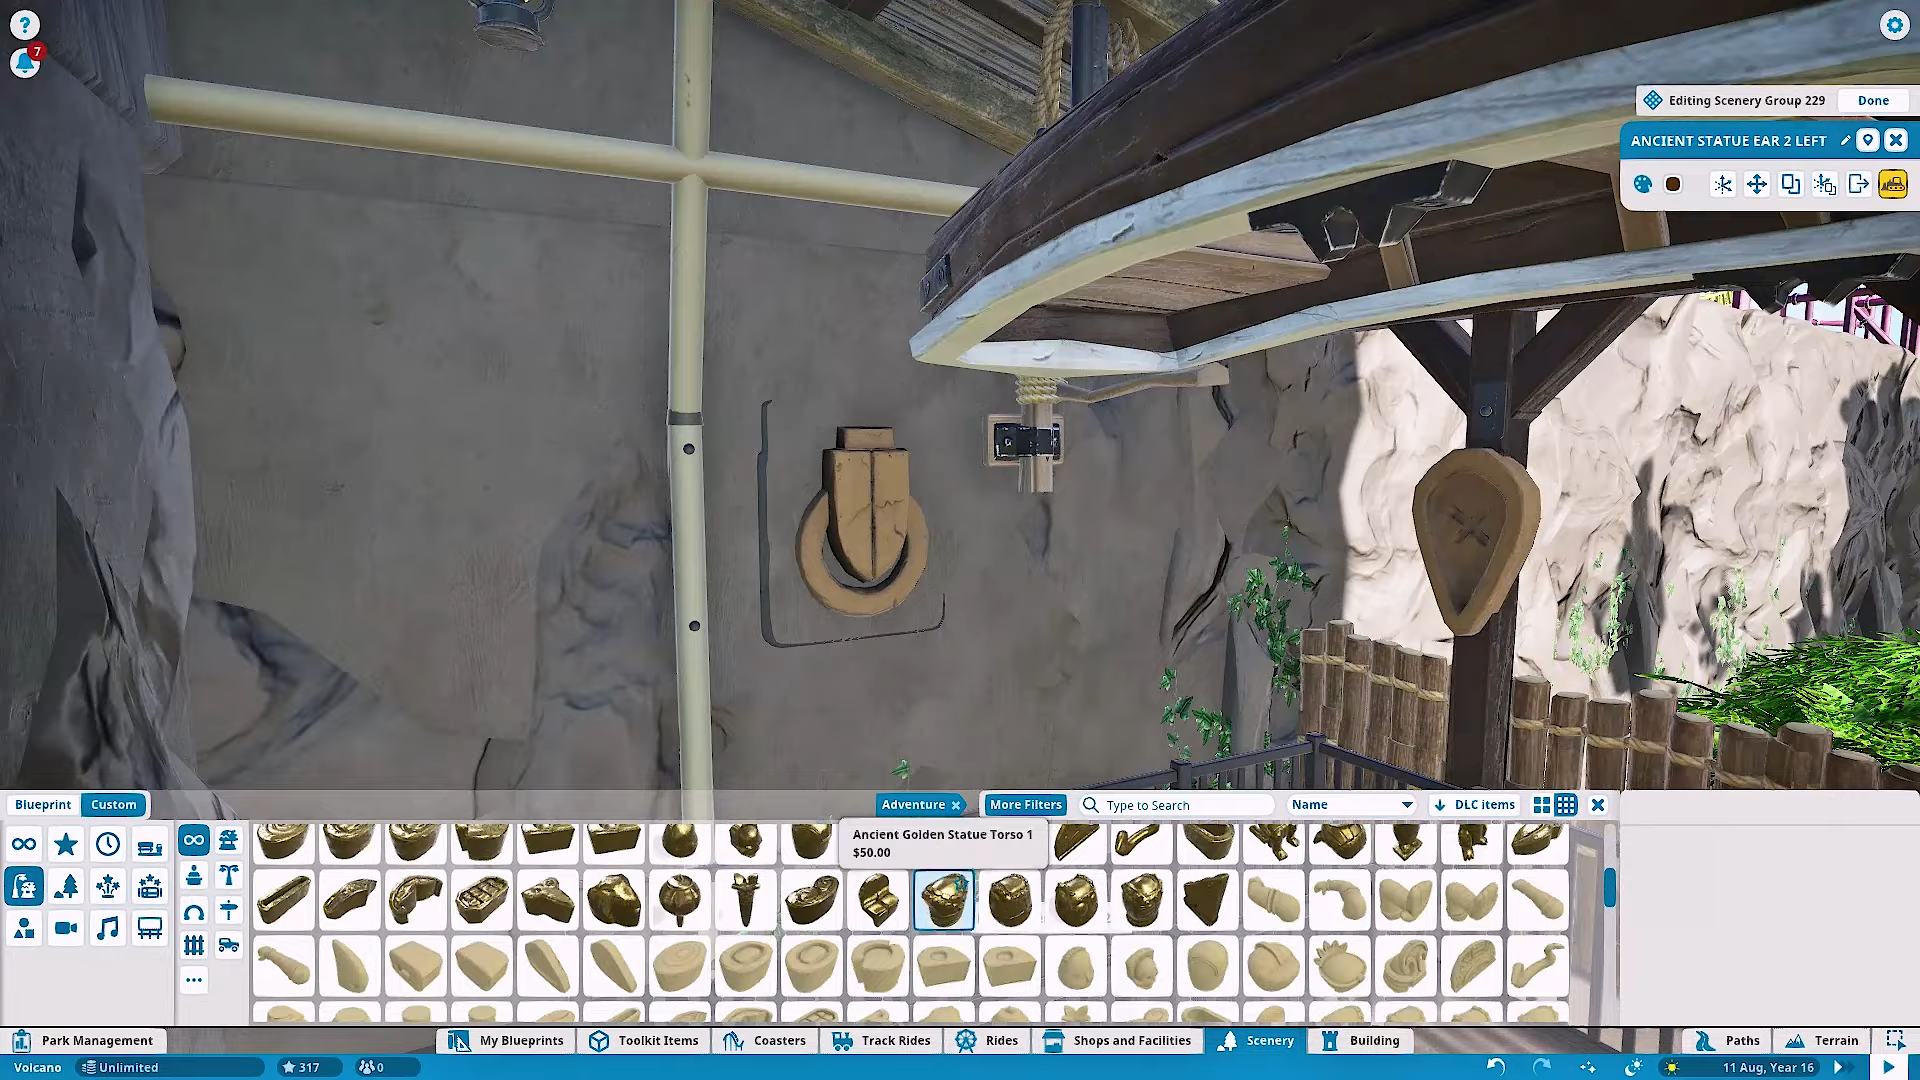 ?
7
Editing Scenery Group 229
Done
ANCIENT STATUE EAR 2 LEFT
Blueprint
Custom
Adventure
More Filters
Type to Search
Name
DLC items
Ancient Golden Statue Torso 1
$50.00
Park Management
My Blueprints
Toolkit Items
Coasters
Track Rides
Rides
Shops and Facilities
Scenery
Building
Paths
Terrain
Volcano
Unlimited
317
0
11 Aug, Year 16